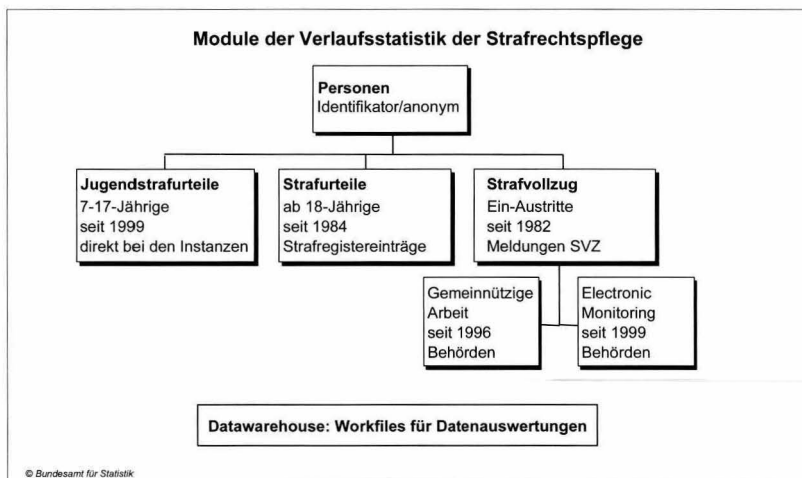 Module der Verlaufsstatistik der Strafrechtspflege
Personen
Identifikator/anonym
Jugendstrafurteile
7-17-Jährige
seit 1999
direkt bei den Instanzen
Strafurteile
ab 18-Jährige
seit 1984
Strafregistereinträge
Strafvollzug
Ein-Austritte
seit 1982
Meldungen SVZ
Gemeinnützige
Arbeit
seit 1996
Behörden
Electronic
Monitoring
seit 1999
Behörden
Datawarehouse: Workfiles für Datenauswertungen
© Bundesamt für Statistik